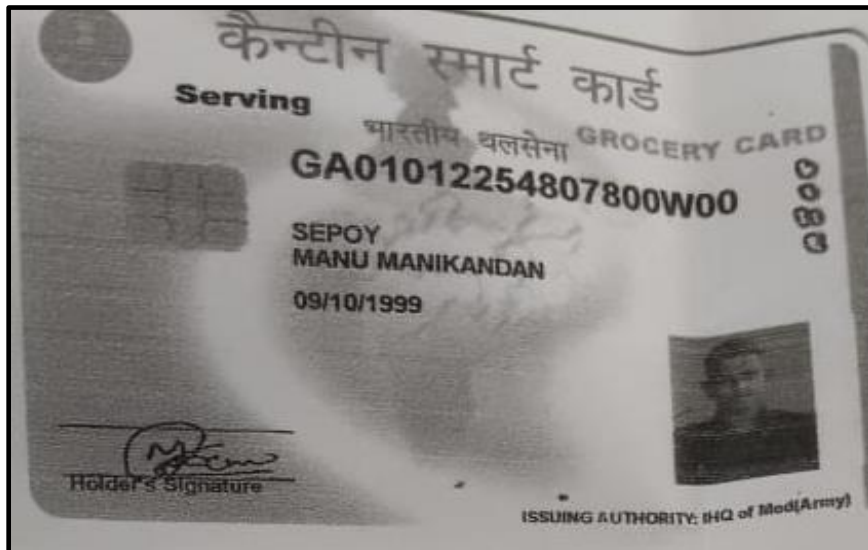 कैन्टीन स्मार्ट कार्ड
Serving
भारतीय थलसेना GROCERY CARD
GA01012254807800W00
SEPOY
MANU MANIKANDAN
09/10/1999
Holder's Signature
ISSUING AUTHORITY: IHQ of Mod(Army)